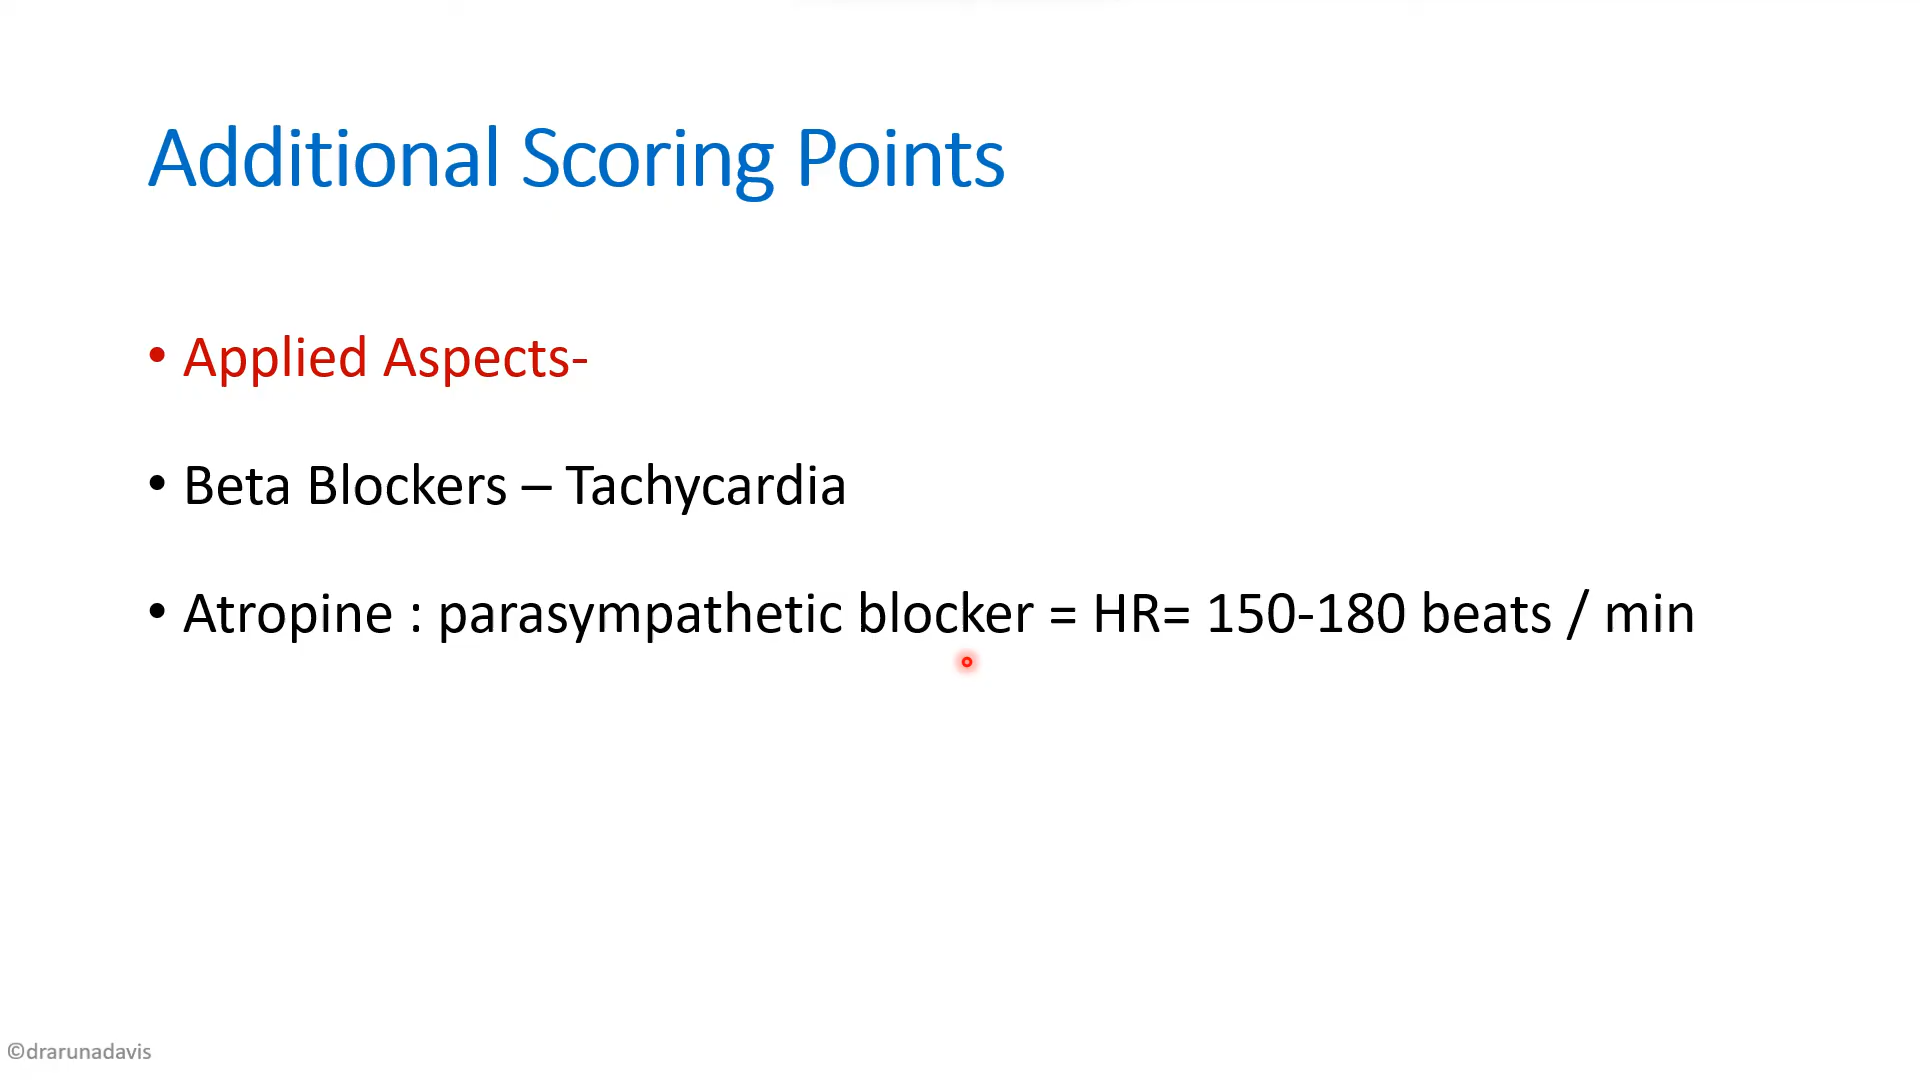 Additional Scoring Points
• Applied Aspects-
• Beta Blockers – Tachycardia
• Atropine : parasympathetic blocker = HR= 150-180 beats / min
©drarunadavis